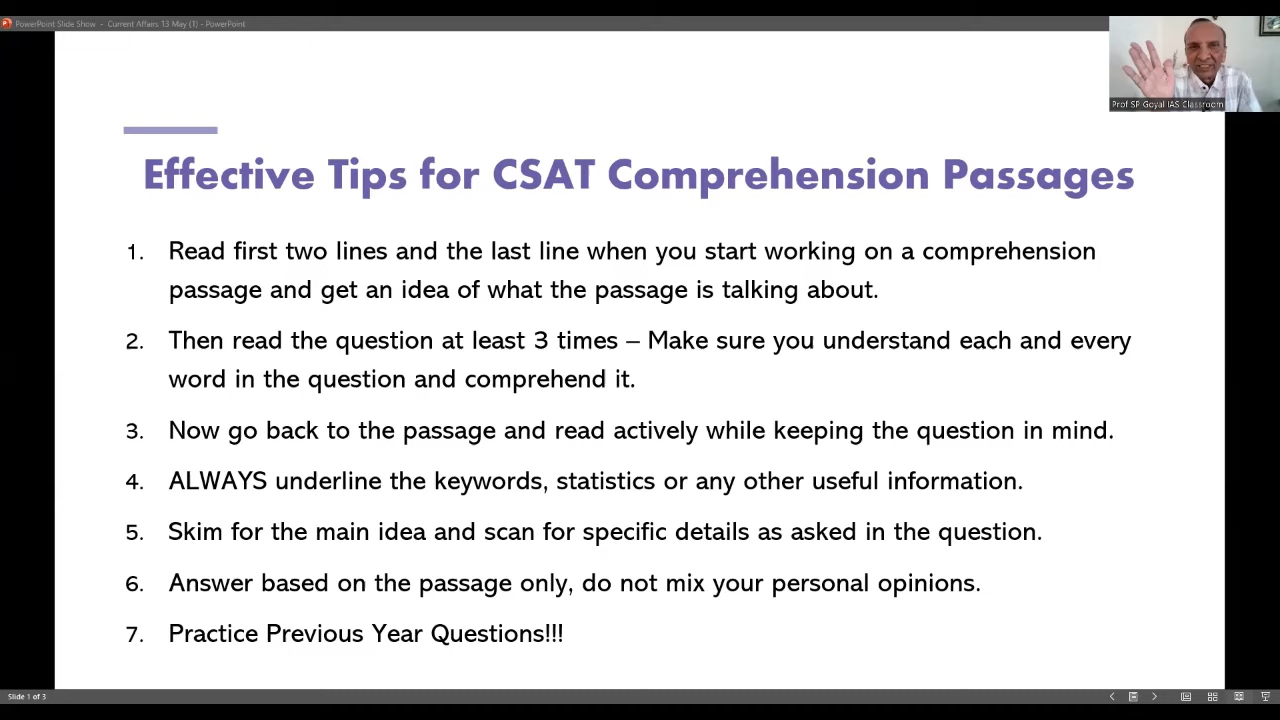 PowerPoint Slide Show - Current Affairs 13 May (1) - PowerPoint
Prof SP Goyal IAS Classroom
Effective Tips for CSAT Comprehension Passages
1. Read first two lines and the last line when you start working on a comprehension
passage and get an idea of what the passage is talking about.
2. Then read the question at least 3 times – Make sure you understand each and every
word in the question and comprehend it.
3. Now go back to the passage and read actively while keeping the question in mind.
4. ALWAYS underline the keywords, statistics or any other useful information.
5. Skim for the main idea and scan for specific details as asked in the question.
6. Answer based on the passage only, do not mix your personal opinions.
7. Practice Previous Year Questions!!!
Slide 1 of 3